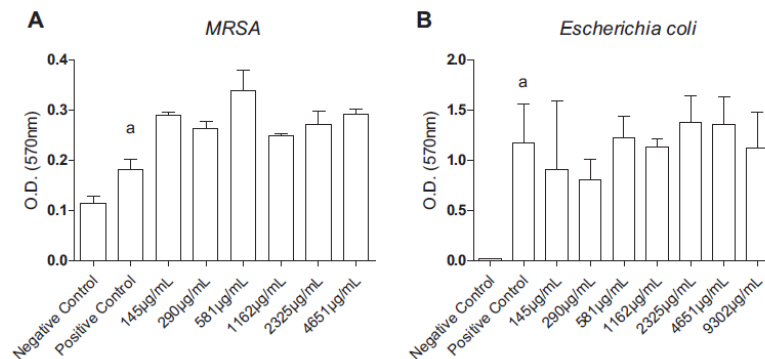 A
MRSA
O.D. (570nm)
0.4
0.3
0.2
0.1
0.0
a
Negative Control
Positive Control
145µg/mL
290µg/mL
581µg/mL
1162µg/mL
2325µg/mL
4651µg/mL
B
Escherichia coli
O.D. (570nm)
2.0
1.5
1.0
0.5
0.0
a
Negative Control
Positive Control
145µg/mL
290µg/mL
581µg/mL
1162µg/mL
2325µg/mL
4651µg/mL
9302µg/mL